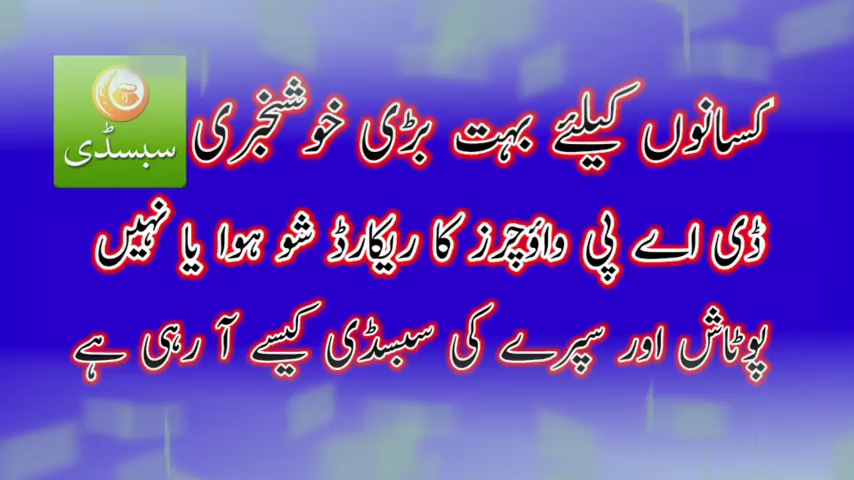 کسانوں کیلئے بہت بڑی خوشخبری
سبسڈی
ڈی اے پی واؤچرز کا ریکارڈ شو ہوا یا نہیں
پوٹاش اور سپرے کی سبسڈی کیسے آ رہی ہے